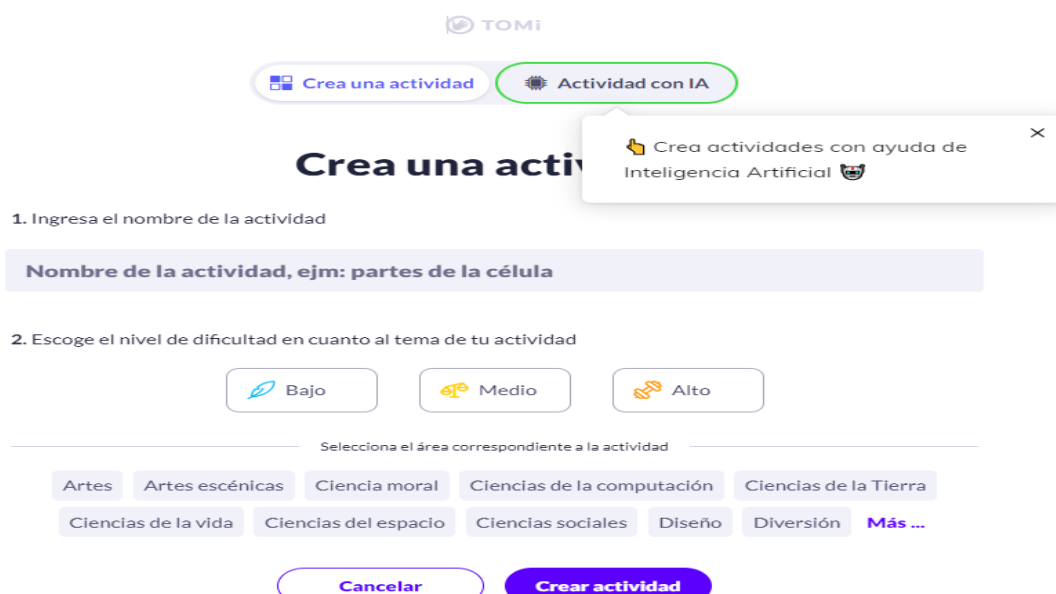 TOMi
Crea una actividad
Actividad con IA
Crea actividades con ayuda de
Inteligencia Artificial
Crea una activ
1. Ingresa el nombre de la actividad
Nombre de la actividad, ejm: partes de la célula
2. Escoge el nivel de dificultad en cuanto al tema de tu actividad
Bajo
Medio
Alto
Selecciona el área correspondiente a la actividad
Artes
Artes escénicas
Ciencia moral
Ciencias de la computación
Ciencias de la Tierra
Ciencias de la vida
Ciencias del espacio
Ciencias sociales
Diseño
Diversión
Más ...
Cancelar
Crear actividad